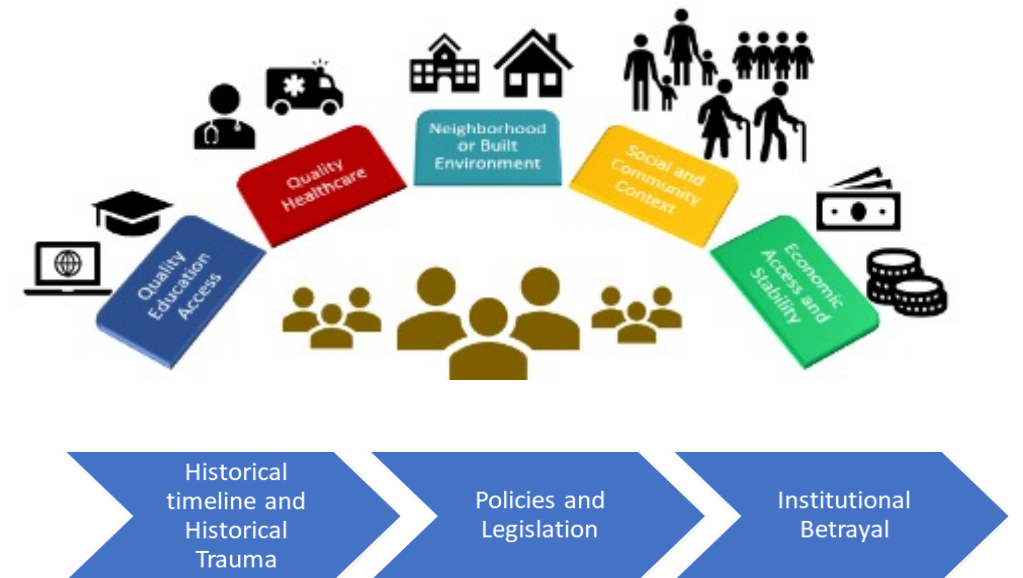 Quality
Education
Access
Quality
Healthcare
Neighborhood
or Built
Environment
Social and
Community
Context
Economic
Access and
Stability
Historical
timeline and
Historical
Trauma
Policies and
Legislation
Institutional
Betrayal